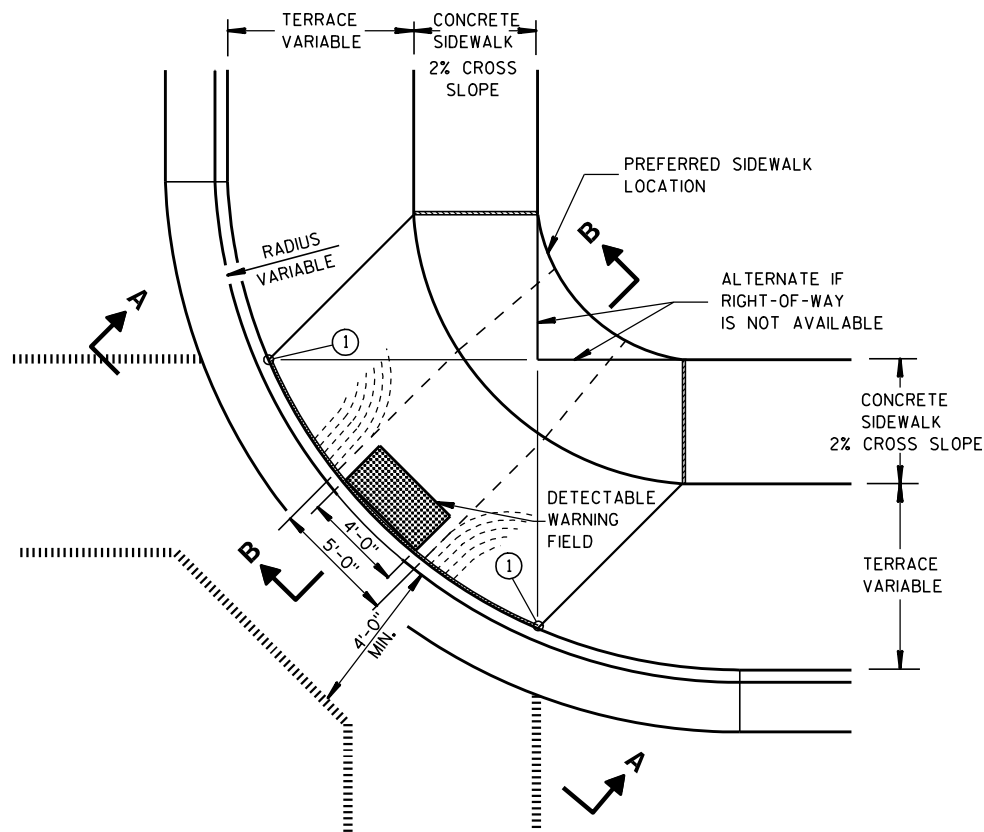 TERRACE
VARIABLE
CONCRETE
SIDEWALK
2% CROSS
SLOPE
PREFERRED SIDEWALK
LOCATION
B
RADIUS
VARIABLE
A
ALTERNATE IF
RIGHT-OF-WAY
IS NOT AVAILABLE
1
CONCRETE
SIDEWALK
2% CROSS SLOPE
DETECTABLE
WARNING
FIELD
4'-0"
5'-0"
B
1
TERRACE
VARIABLE
4'-0"
MIN.
A